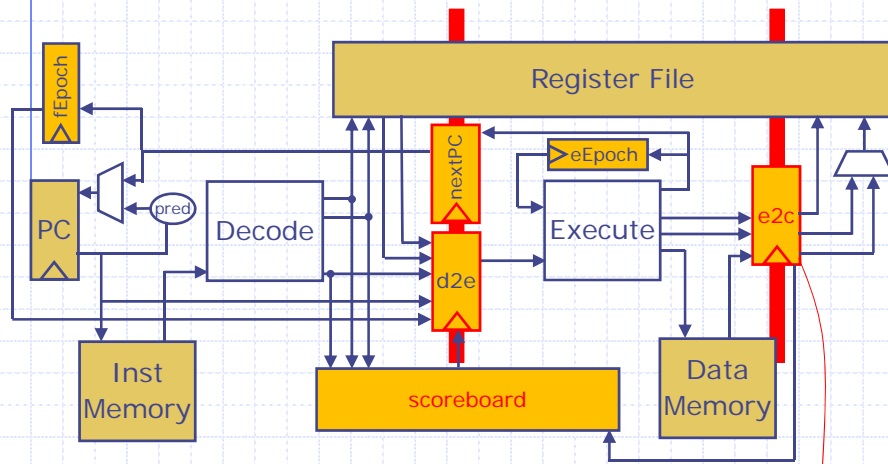 Register File
fEpoch
nextPC
eEpoch
PC
pred
Decode
Execute
e2c
d2e
Inst
Memory
Data
Memory
scoreboard